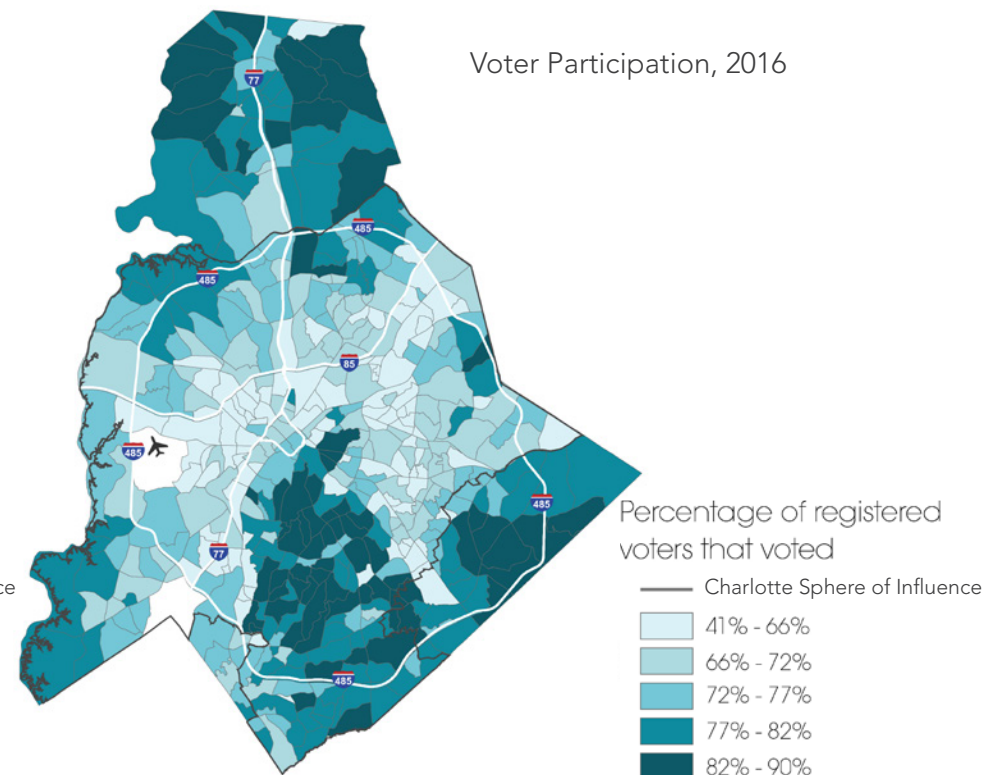 Voter Participation, 2016
77
485
485
85
485
485
77
485
ce
Percentage of registered
voters that voted
Charlotte Sphere of Influence
41% - 66%
66% - 72%
72% - 77%
77% - 82%
82% - 90%